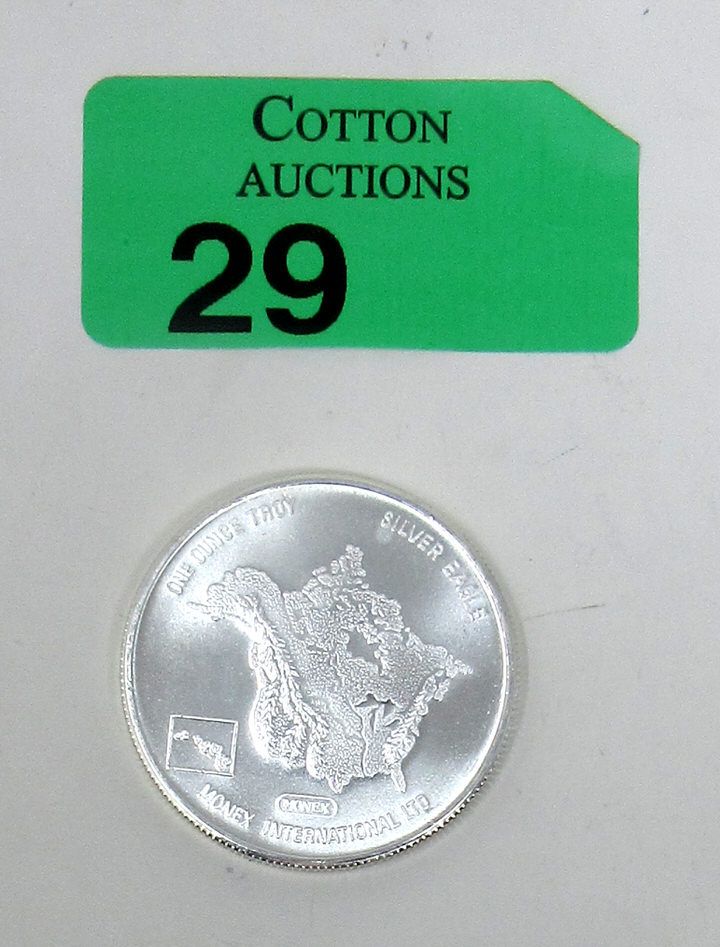 COTTON
AUCTIONS
29
ONE OUNCE TROY
SILVER EAGLE
MONEX
MONEX INTERNATIONAL LTD